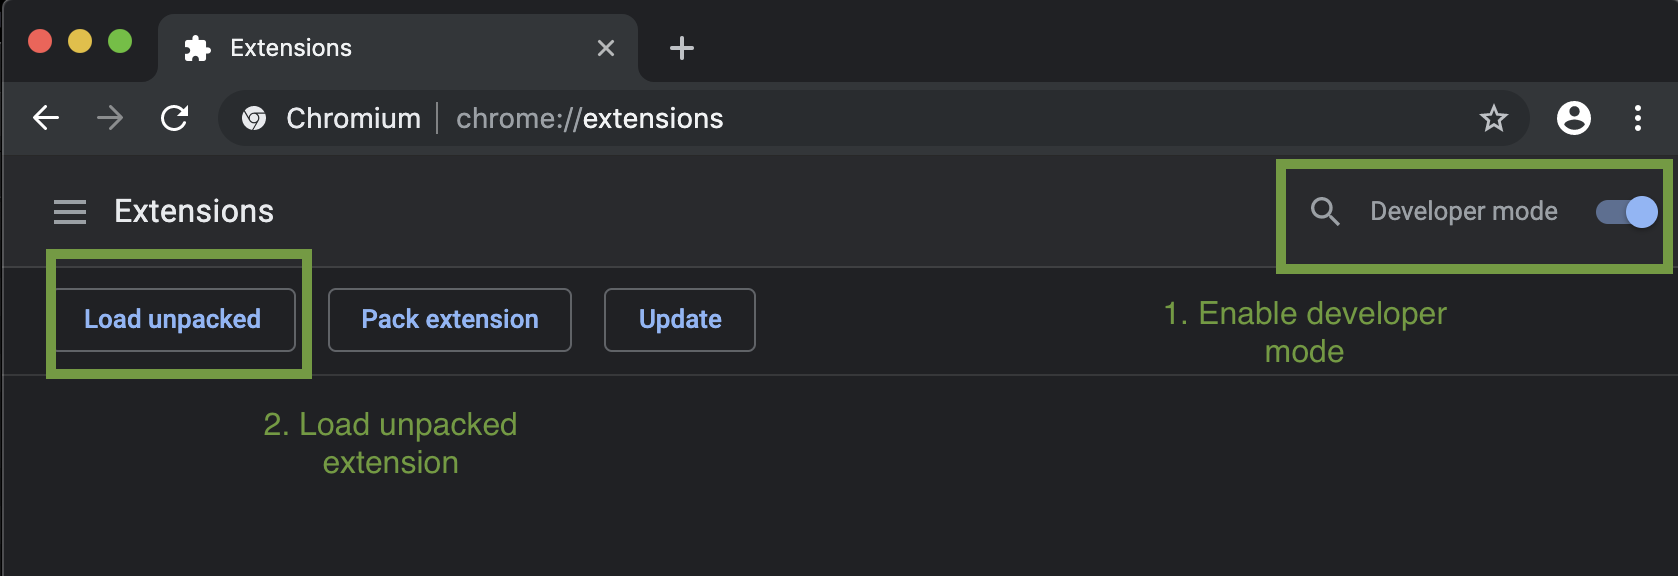 Extensions
Chromium | chrome://extensions
Extensions
Developer mode
Load unpacked
Pack extension
Update
1. Enable developer
mode
2. Load unpacked
extension